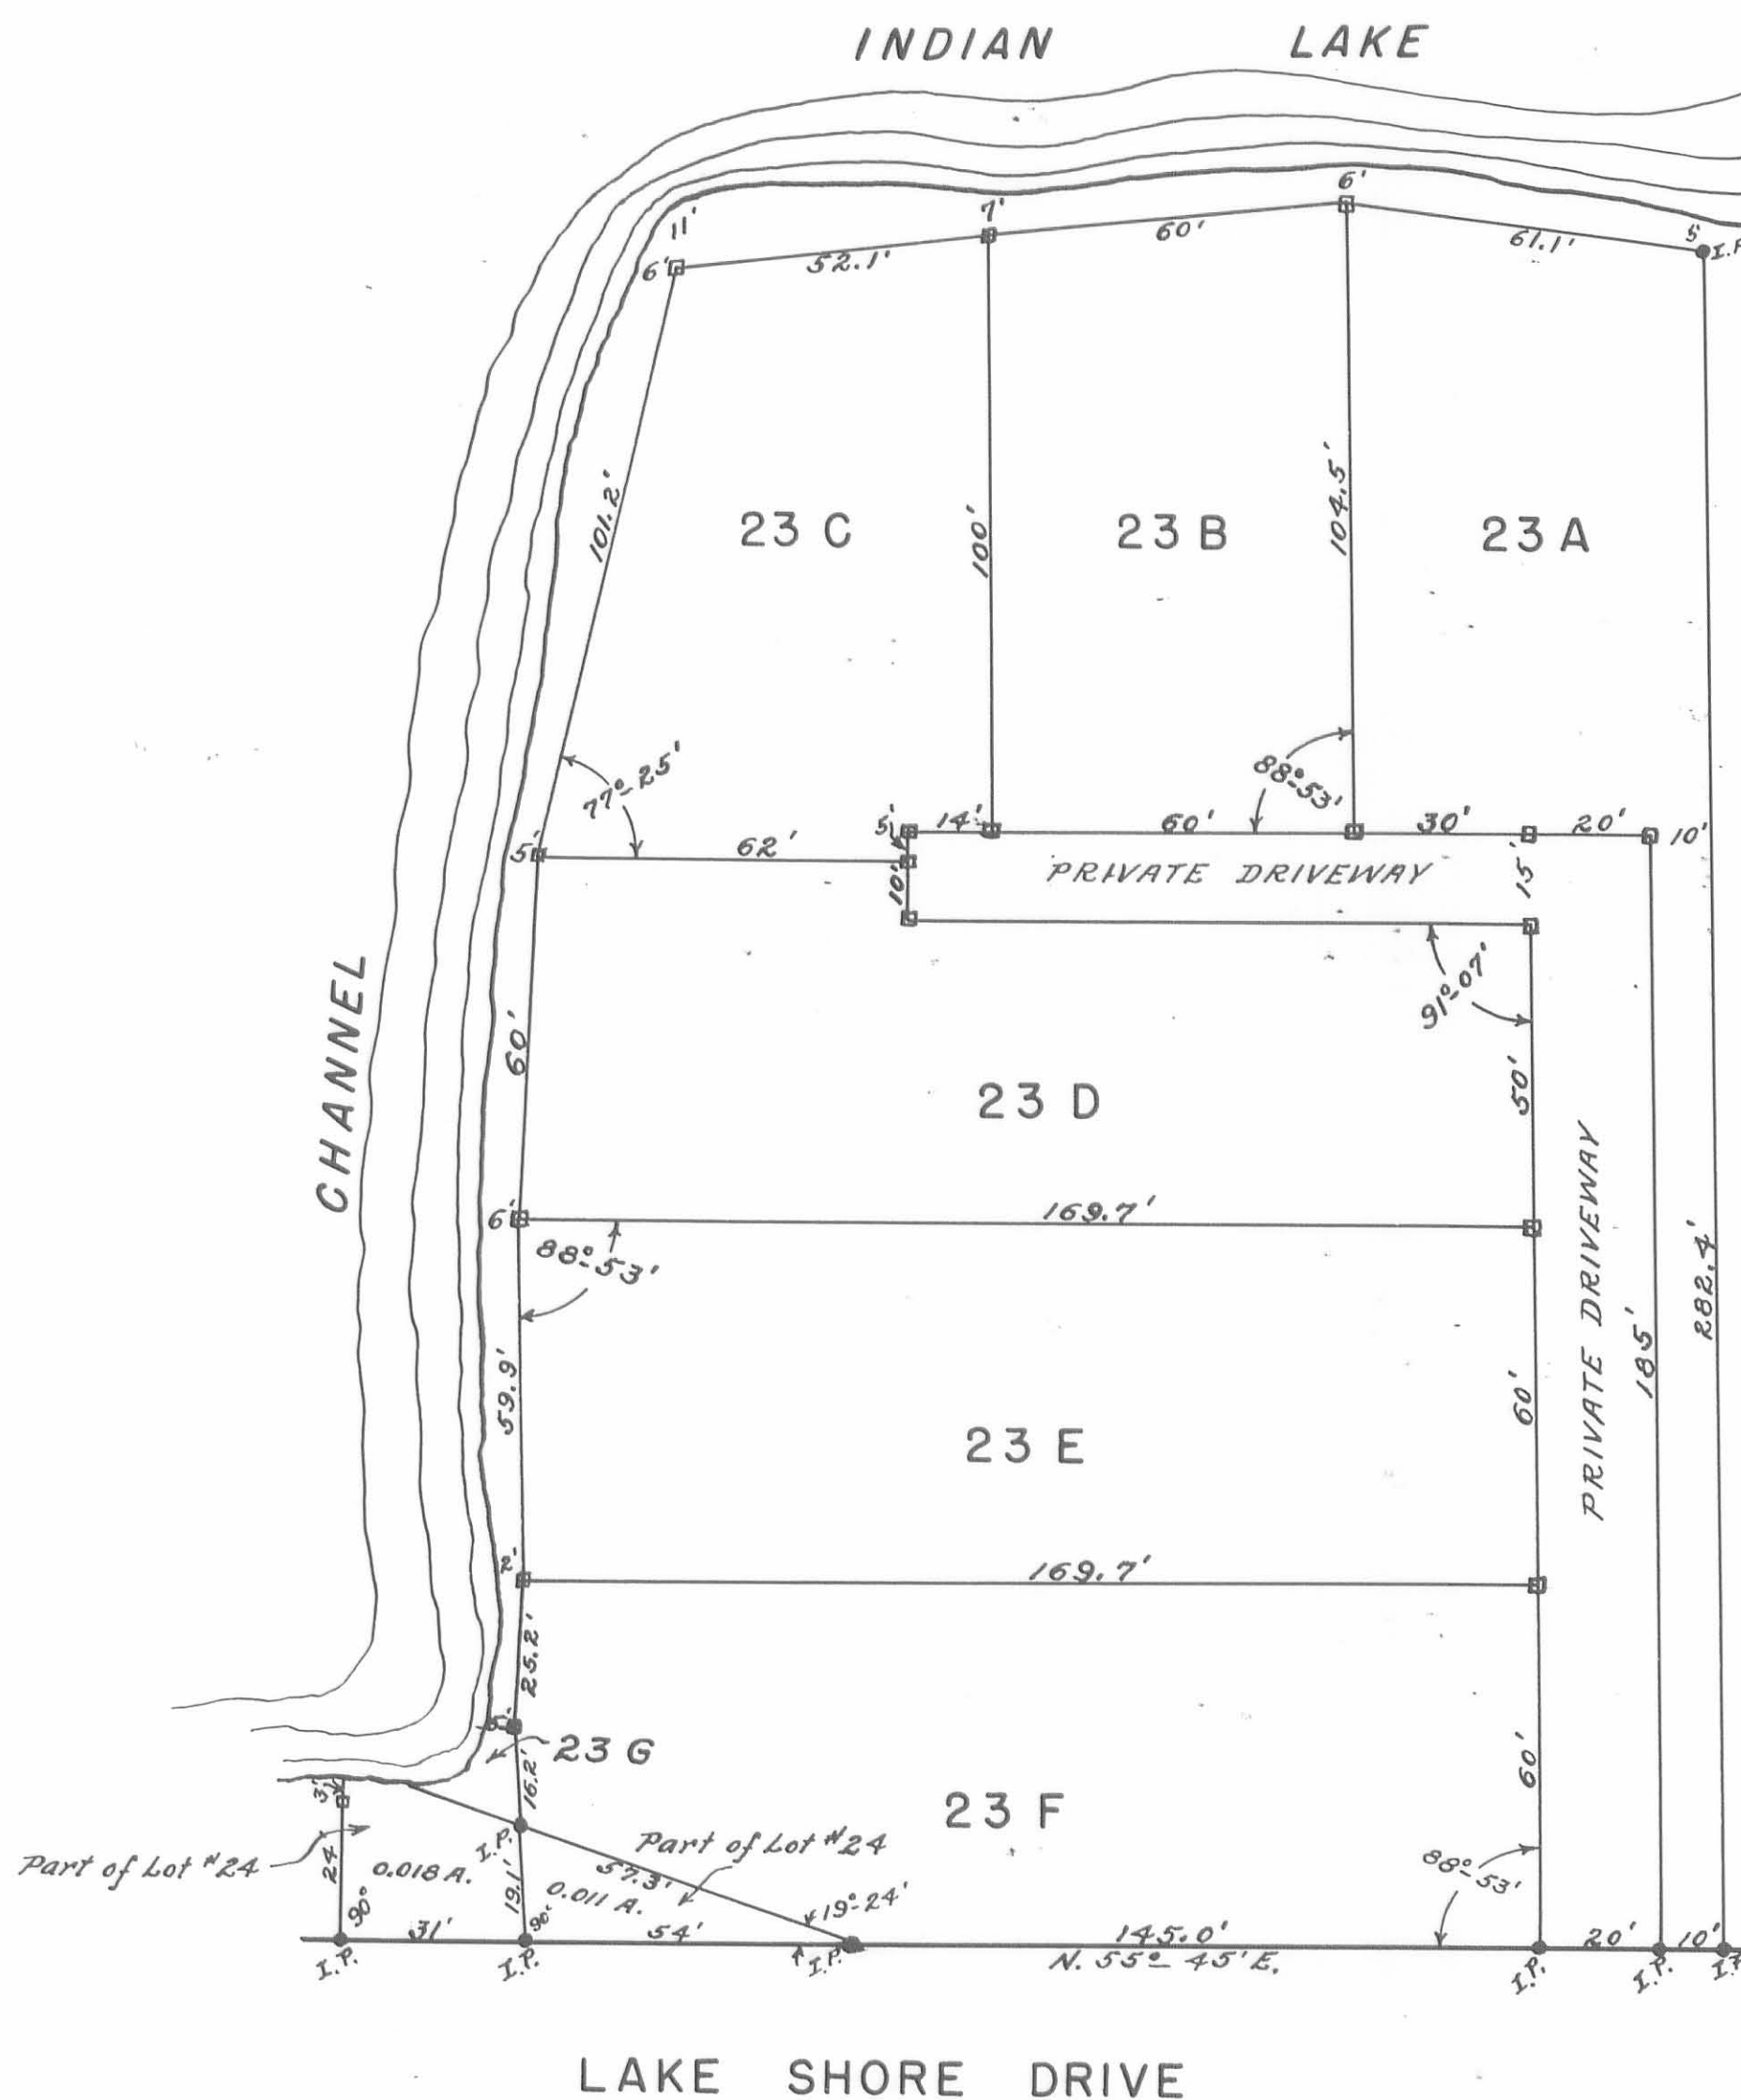 INDIAN LAKE
6'
7'
11'
60'
5'
61.1'
6'
52.1'
101.2'
100'
104.5'
23 C
23 B
23 A
77°-25'
88°-53'
5'
14'
60'
30'
20'
10'
5'
62'
10'
15'
PRIVATE DRIVEWAY
91°-07'
CHANNEL
60'
50'
23 D
PRIVATE DRIVEWAY
169.7'
6'
88°-53'
282.4'
185'
59.9'
60'
23 E
2'
169.7'
25.2'
5'
23 G
16.2'
60'
3'
23 F
Part of Lot #24
Part of Lot #24
24'
0.018 A.
I.P.
57.3'
88°-53'
19.1'
0.011 A.
19°-24'
90°
90°
31'
54'
145.0'
20'
10'
I.P.
I.P.
I.P.
N. 55° 45' E.
I.P.
I.P.
LAKE SHORE DRIVE